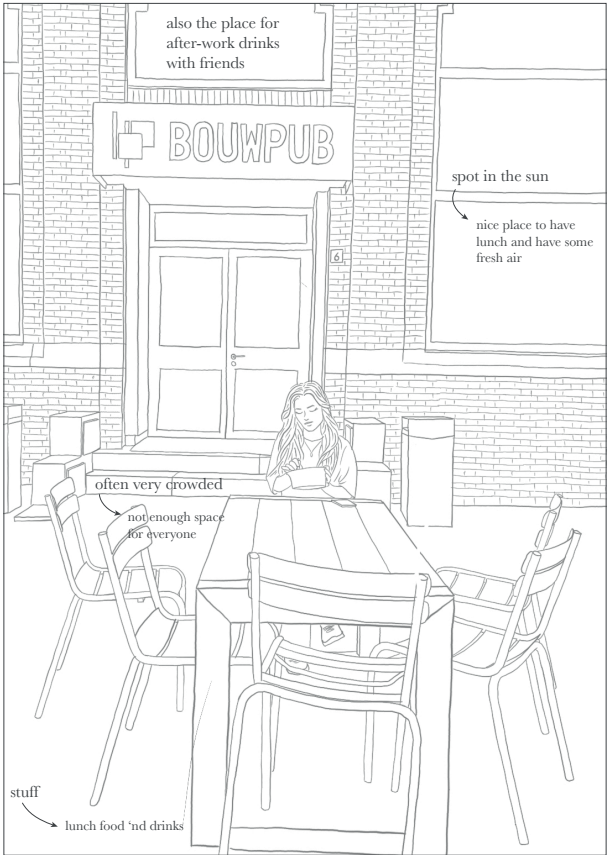 also the place for
after-work drinks
with friends
BOUWPUB
spot in the sun
nice place to have
lunch and have some
fresh air
6
often very crowded
not enough space
for everyone
stuff
lunch food ‘nd drinks